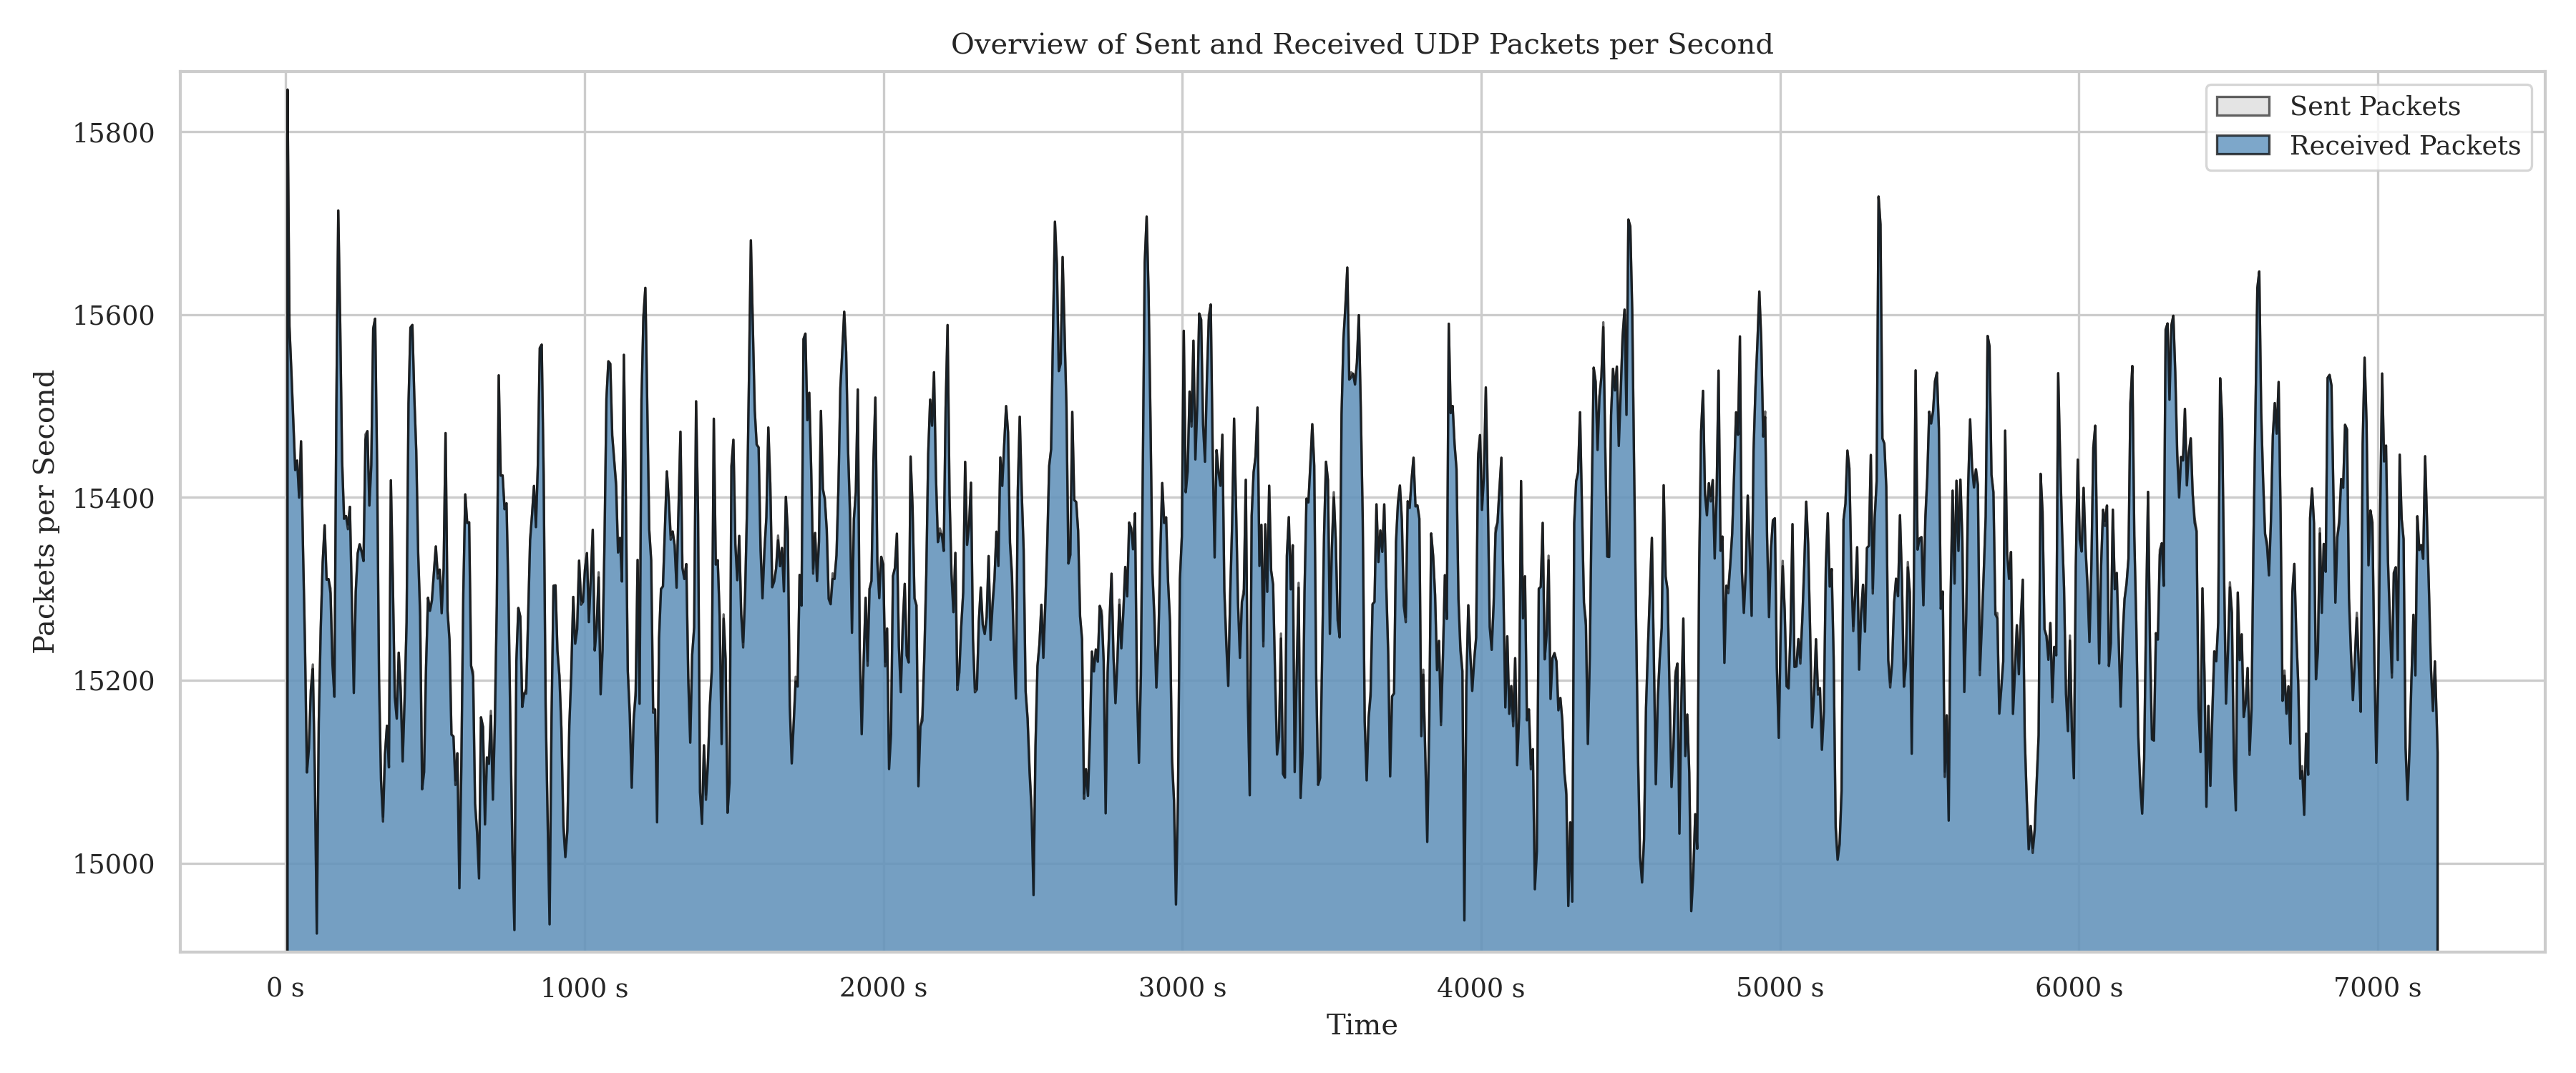 Overview of Sent and Received UDP Packets per Second
Sent Packets
Received Packets
Packets per Second
15800
15600
15400
15200
15000
0 s
1000 s
2000 s
3000 s
4000 s
5000 s
6000 s
7000 s
Time